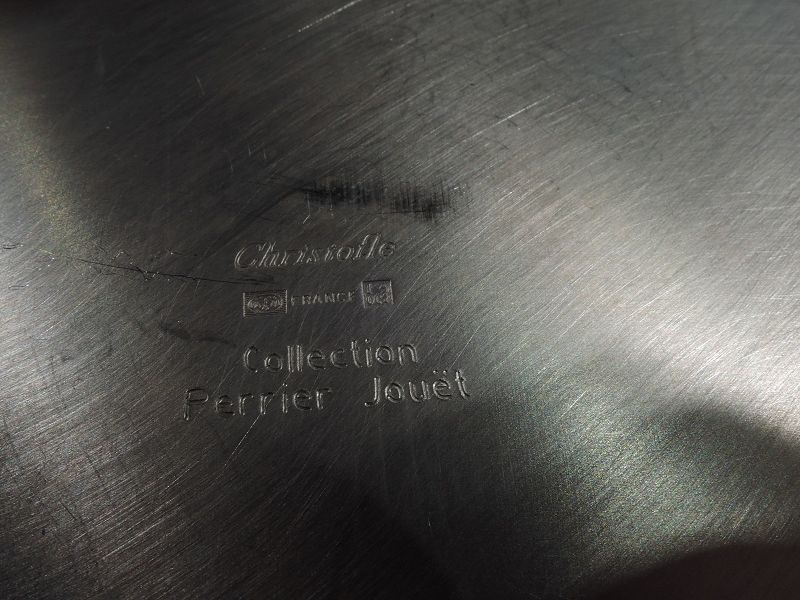 Christofle
FRANCE
Collection
Perrier Jouët